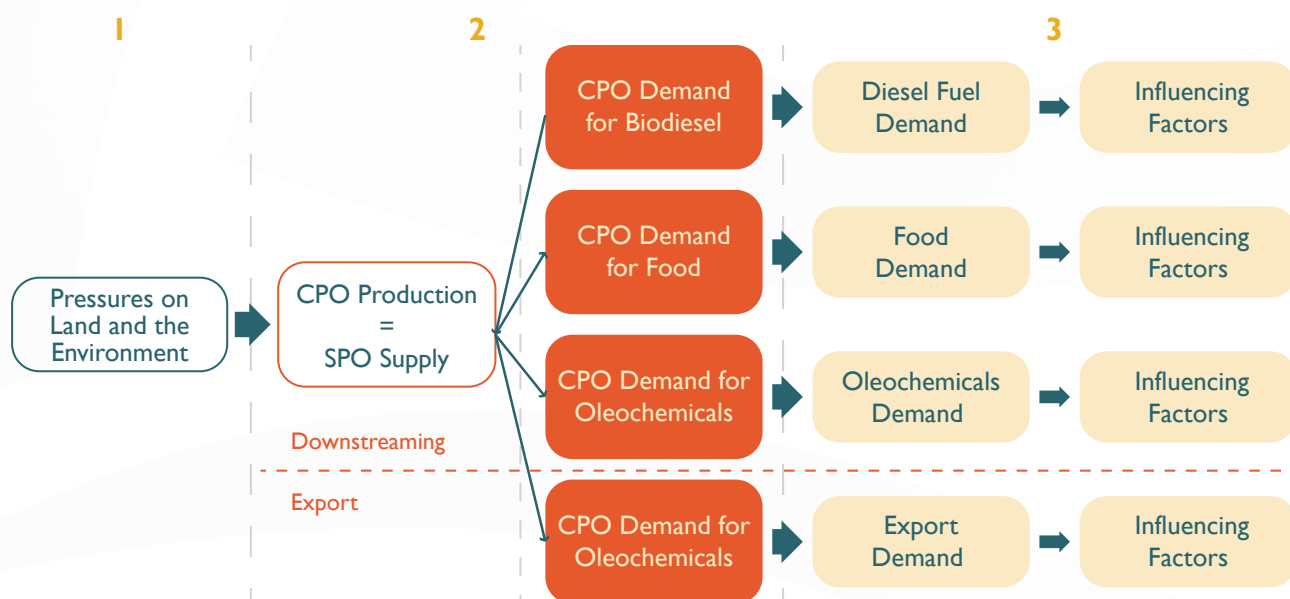 1
2
3
Pressures on
Land and the
Environment
CPO Production
=
SPO Supply
Downstreaming
Export
CPO Demand
for Biodiesel
Diesel Fuel
Demand
Influencing
Factors
CPO Demand
for Food
Food
Demand
Influencing
Factors
CPO Demand for
Oleochemicals
Oleochemicals
Demand
Influencing
Factors
CPO Demand for
Oleochemicals
Export
Demand
Influencing
Factors